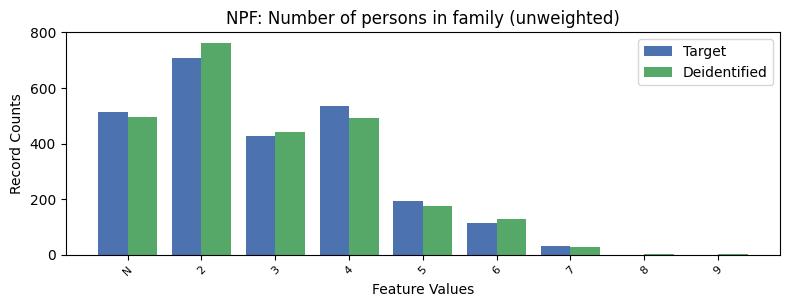 NPF: Number of persons in family (unweighted)
Record Counts
800
600
400
200
0
Target
Deidentified
N
2
3
4
5
6
7
8
9
Feature Values